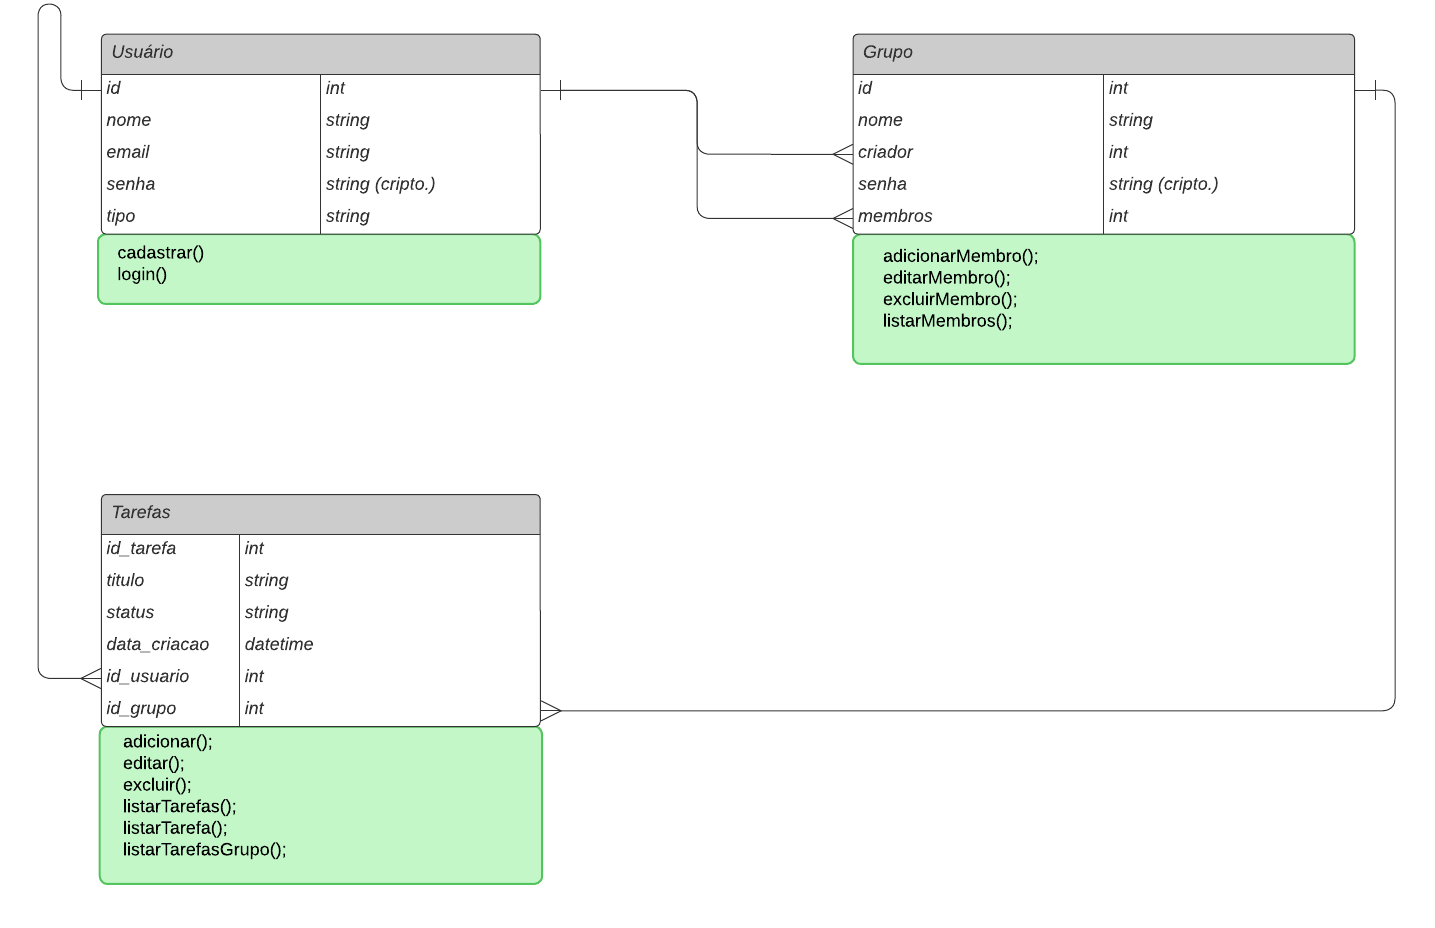 Usuário
id int
nome string
email string
senha string (cripto.)
tipo string
cadastrar()
login()
Grupo
id int
nome string
criador int
senha string (cripto.)
membros int
adicionarMembro();
editarMembro();
excluirMembro();
listarMembros();
Tarefas
id_tarefa int
titulo string
status string
data_criacao datetime
id_usuario int
id_grupo int
adicionar();
editar();
excluir();
listarTarefas();
listarTarefa();
listarTarefasGrupo();